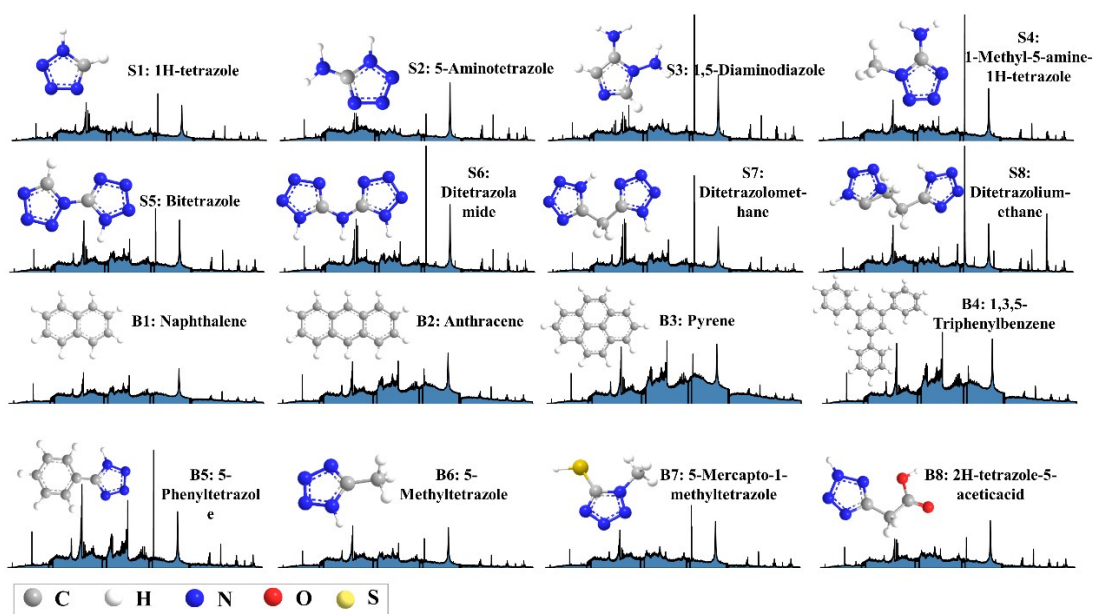 S1: 1H-tetrazole
S2: 5-Aminotetrazole
S3: 1,5-Diaminodiazole
S4:
1-Methyl-5-amine-
1H-tetrazole
S5: Bitetrazole
S6:
Ditetrazola
mide
S7:
Ditetrazolomet-
hane
S8:
Ditetrazolium-
ethane
B1: Naphthalene
B2: Anthracene
B3: Pyrene
B4: 1,3,5-
Triphenylbenzene
B5: 5-
Phenyltetrazol
e
B6: 5-
Methyltetrazole
B7: 5-Mercapto-1-
methyltetrazole
B8: 2H-tetrazole-5-
aceticacid
C H N O S